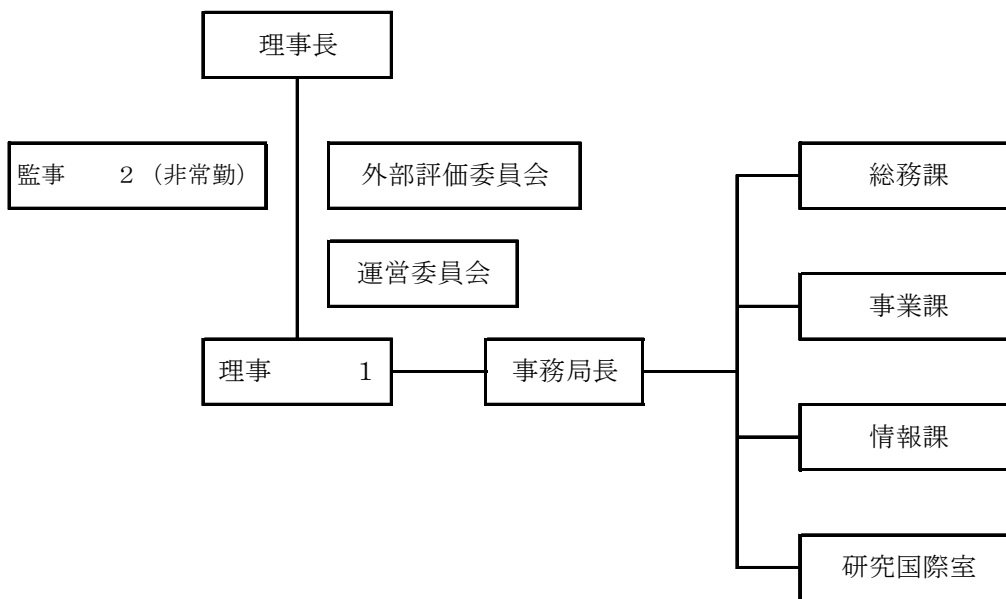 理事長
監事　　2（非常勤）
外部評価委員会
総務課
運営委員会
事業課
理事　　　1
事務局長
情報課
研究国際室